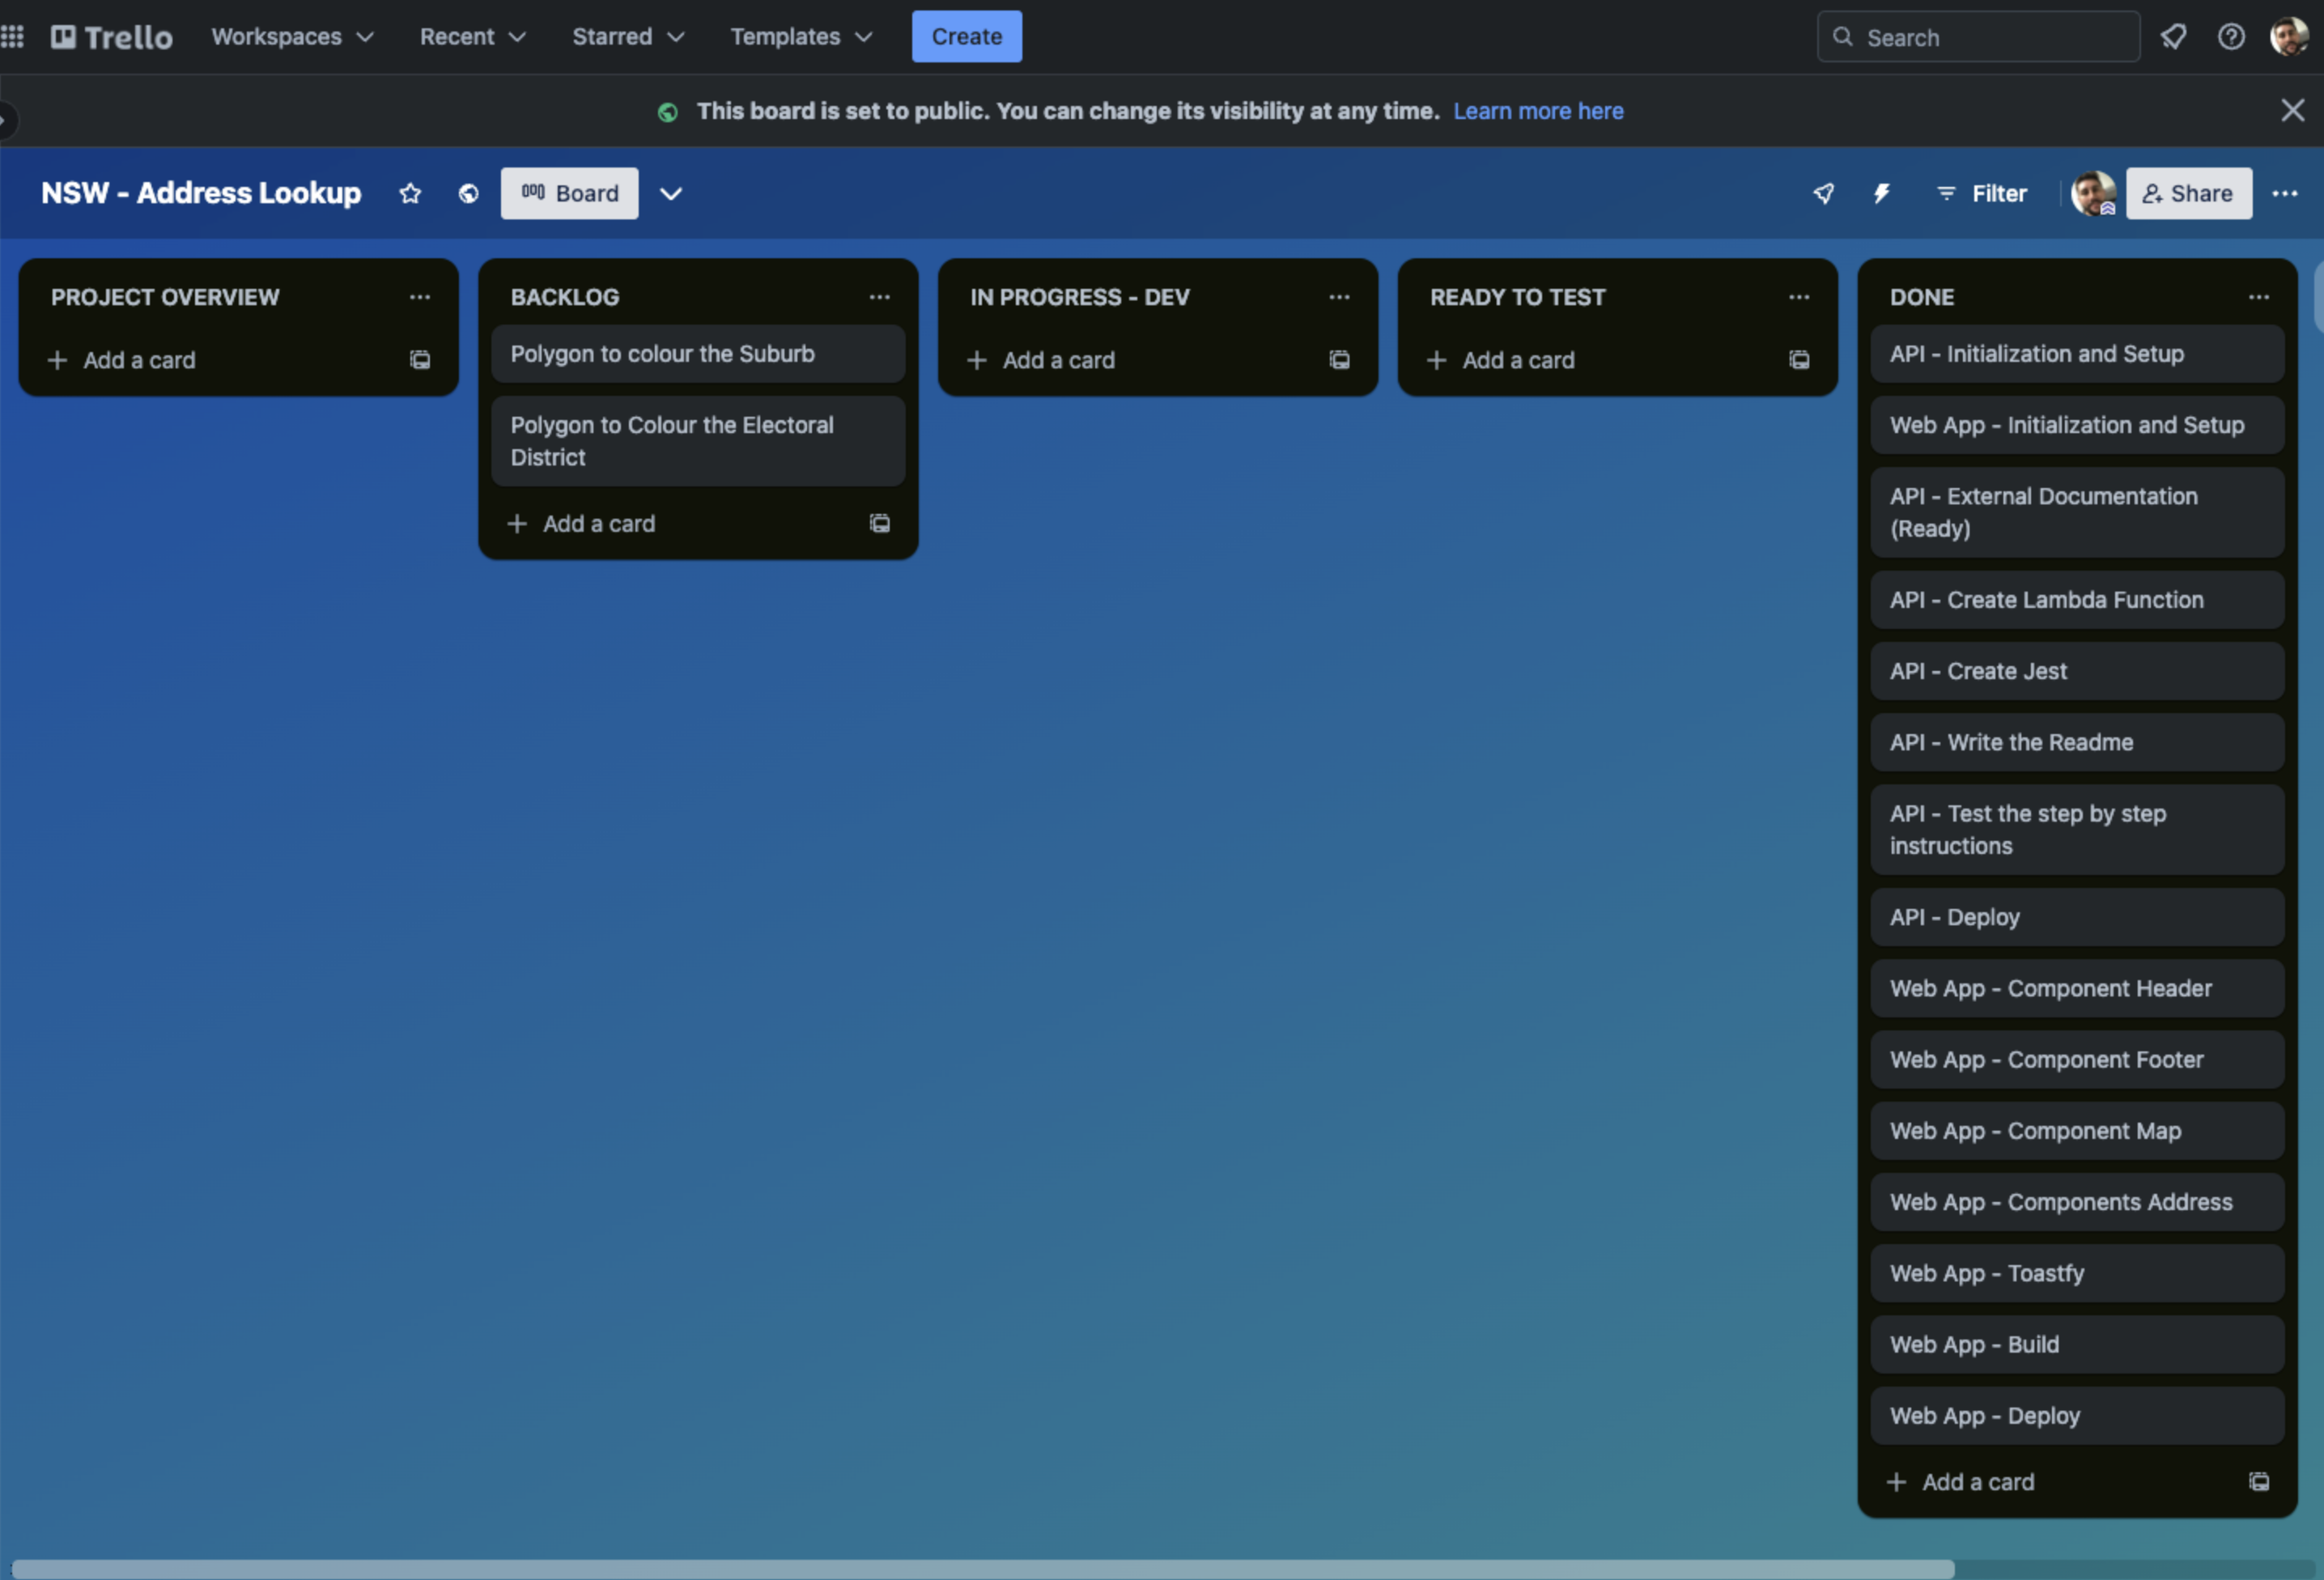 Trello Workspaces Recent Starred Templates Create Search
This board is set to public. You can change its visibility at any time. Learn more here
NSW - Address Lookup Board Filter Share
PROJECT OVERVIEW
Add a card
BACKLOG
Polygon to colour the Suburb
Polygon to Colour the Electoral
District
Add a card
IN PROGRESS - DEV
Add a card
READY TO TEST
Add a card
DONE
API - Initialization and Setup
Web App - Initialization and Setup
API - External Documentation
(Ready)
API - Create Lambda Function
API - Create Jest
API - Write the Readme
API - Test the step by step
instructions
API - Deploy
Web App - Component Header
Web App - Component Footer
Web App - Component Map
Web App - Components Address
Web App - Toastfy
Web App - Build
Web App - Deploy
Add a card